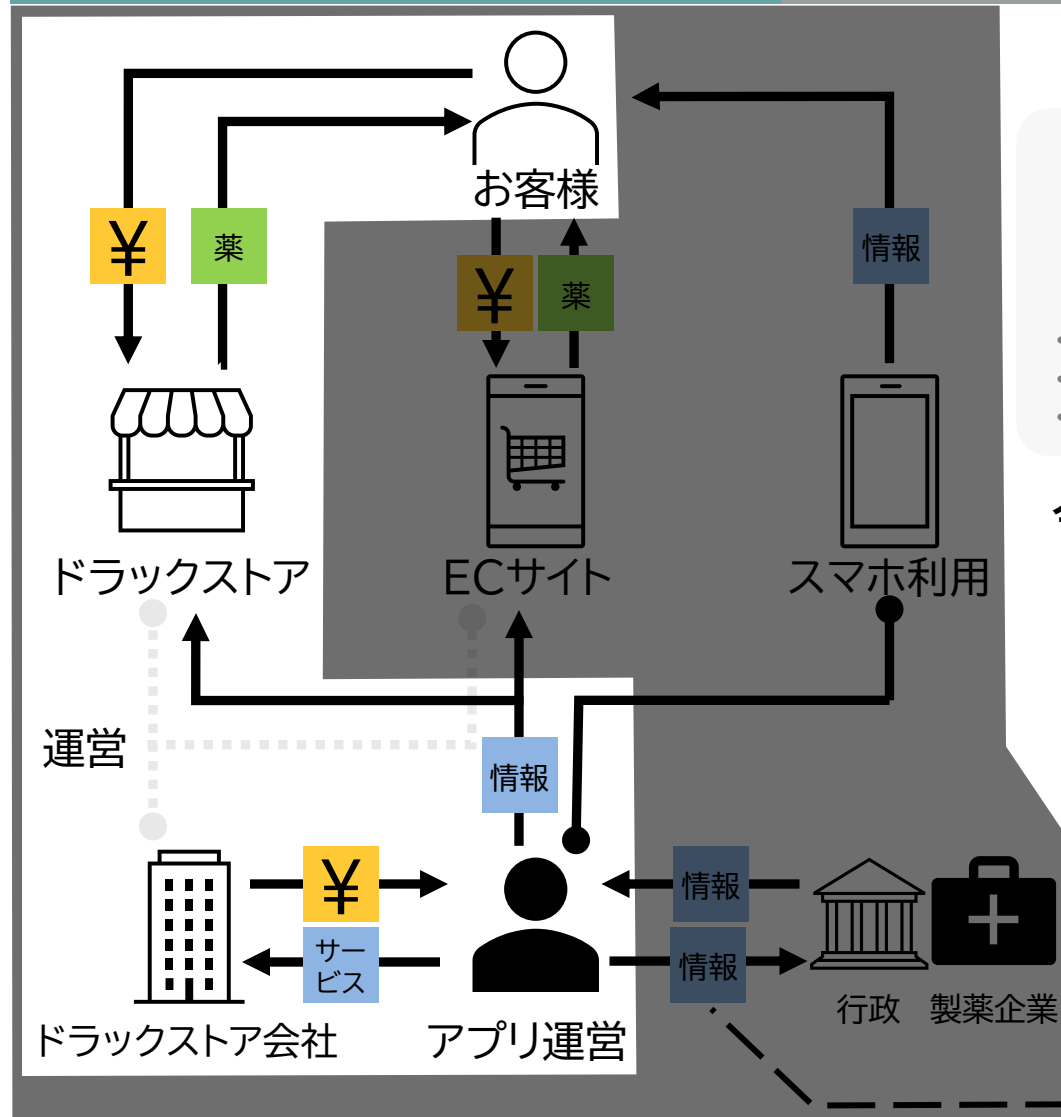 お客様
¥
薬
¥
薬
情報
ドラックストア
ECサイト
スマホ利用
運営
情報
¥
サー
ビス
情報
情報
ドラックストア会社
アプリ運営
行政
製薬企業